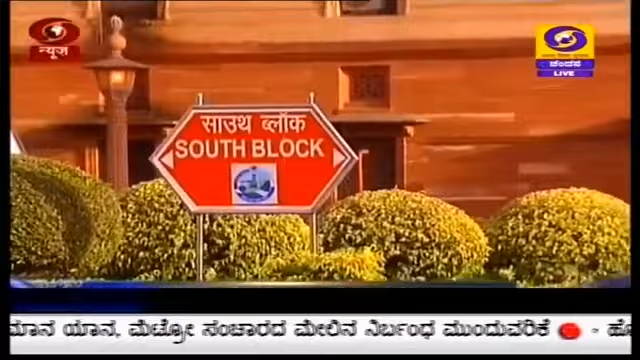 न्यूज़
ಚಂದನ
LIVE
साउथ ब्लॉक
SOUTH BLOCK
ಮಾನ ಯಾನ, ಮೆಟ್ರೋ ಸಂಚಾರದ ಮೇಲಿನ ನಿರ್ಬಂಧ ಮುಂದುವರಿಕೆ - ಹೊ